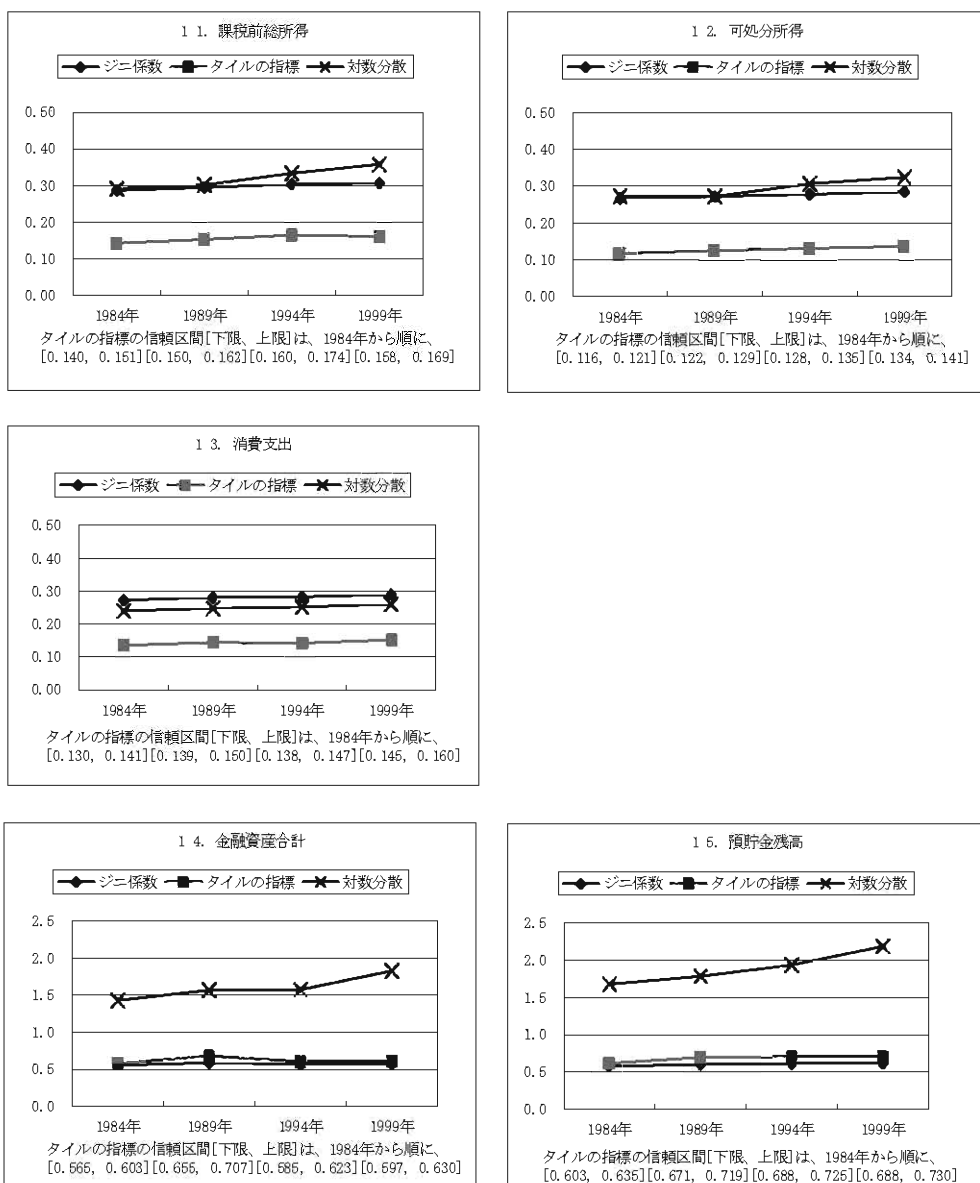 11. 課税前総所得
ジニ係数 タイルの指標 対数分散
0.50
0.40
0.30
0.20
0.10
0.00
1984年 1989年 1994年 1999年
タイルの指標の信頼区間[下限、上限]は、1984年から順に、
[0.140, 0.151][0.150, 0.162][0.160, 0.174][0.158, 0.169]
12. 可処分所得
ジニ係数 タイルの指標 対数分散
0.50
0.40
0.30
0.20
0.10
0.00
1984年 1989年 1994年 1999年
タイルの指標の信頼区間[下限、上限]は、1984年から順に、
[0.116, 0.121][0.122, 0.129][0.128, 0.135][0.134, 0.141]
13. 消費支出
ジニ係数 タイルの指標 対数分散
0.50
0.40
0.30
0.20
0.10
0.00
1984年 1989年 1994年 1999年
タイルの指標の信頼区間[下限、上限]は、1984年から順に、
[0.130, 0.141][0.139, 0.150][0.138, 0.147][0.145, 0.160]
14. 金融資産合計
ジニ係数 タイルの指標 対数分散
2.5
2.0
1.5
1.0
0.5
0.0
1984年 1989年 1994年 1999年
タイルの指標の信頼区間[下限、上限]は、1984年から順に、
[0.565, 0.603][0.655, 0.707][0.585, 0.623][0.597, 0.630]
15. 預貯金残高
ジニ係数 タイルの指標 対数分散
2.5
2.0
1.5
1.0
0.5
0.0
1984年 1989年 1994年 1999年
タイルの指標の信頼区間[下限、上限]は、1984年から順に、
[0.603, 0.635][0.671, 0.719][0.688, 0.725][0.688, 0.730]